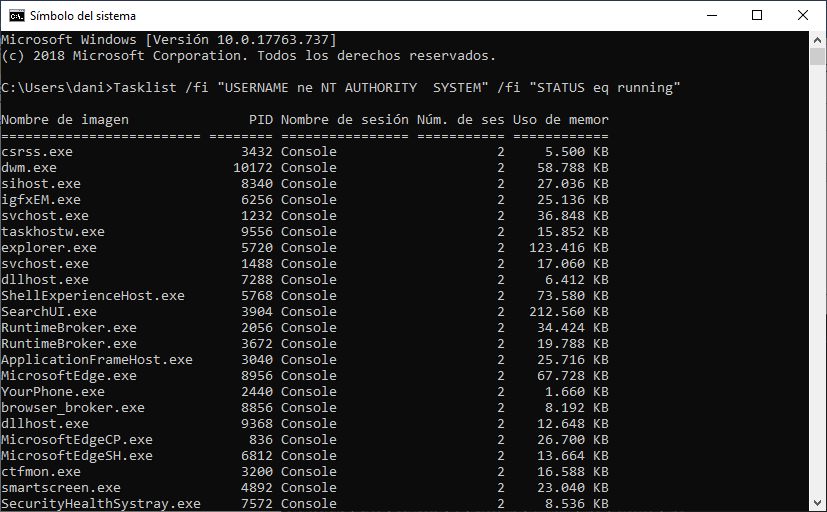 Símbolo del sistema
Microsoft Windows [Versión 10.0.17763.737]
(c) 2018 Microsoft Corporation. Todos los derechos reservados.
C:\Users\dani>Tasklist /fi "USERNAME ne NT AUTHORITY  SYSTEM" /fi "STATUS eq running"
Nombre de imagen               PID Nombre de sesión Núm. de ses Uso de memor
========================= ======== ================ =========== ============
csrss.exe                     3432 Console                    2     5.500 KB
dwm.exe                      10172 Console                    2    58.788 KB
sihost.exe                    8340 Console                    2    27.036 KB
igfxEM.exe                    6256 Console                    2    25.136 KB
svchost.exe                   1232 Console                    2    36.848 KB
taskhostw.exe                 9556 Console                    2    15.852 KB
explorer.exe                  5720 Console                    2   123.416 KB
svchost.exe                   1488 Console                    2    17.060 KB
dllhost.exe                   7288 Console                    2     6.412 KB
ShellExperienceHost.exe       5768 Console                    2    73.580 KB
SearchUI.exe                  3904 Console                    2   212.560 KB
RuntimeBroker.exe             2056 Console                    2    34.424 KB
RuntimeBroker.exe             3672 Console                    2    19.788 KB
ApplicationFrameHost.exe      3040 Console                    2    25.716 KB
MicrosoftEdge.exe             8956 Console                    2    67.728 KB
YourPhone.exe                 2440 Console                    2     1.660 KB
browser_broker.exe            8856 Console                    2     8.192 KB
dllhost.exe                   9368 Console                    2    12.648 KB
MicrosoftEdgeCP.exe            836 Console                    2    26.700 KB
MicrosoftEdgeSH.exe           6812 Console                    2    13.664 KB
ctfmon.exe                    3200 Console                    2    16.588 KB
smartscreen.exe               4892 Console                    2    23.040 KB
SecurityHealthSystray.exe     7572 Console                    2     8.536 KB